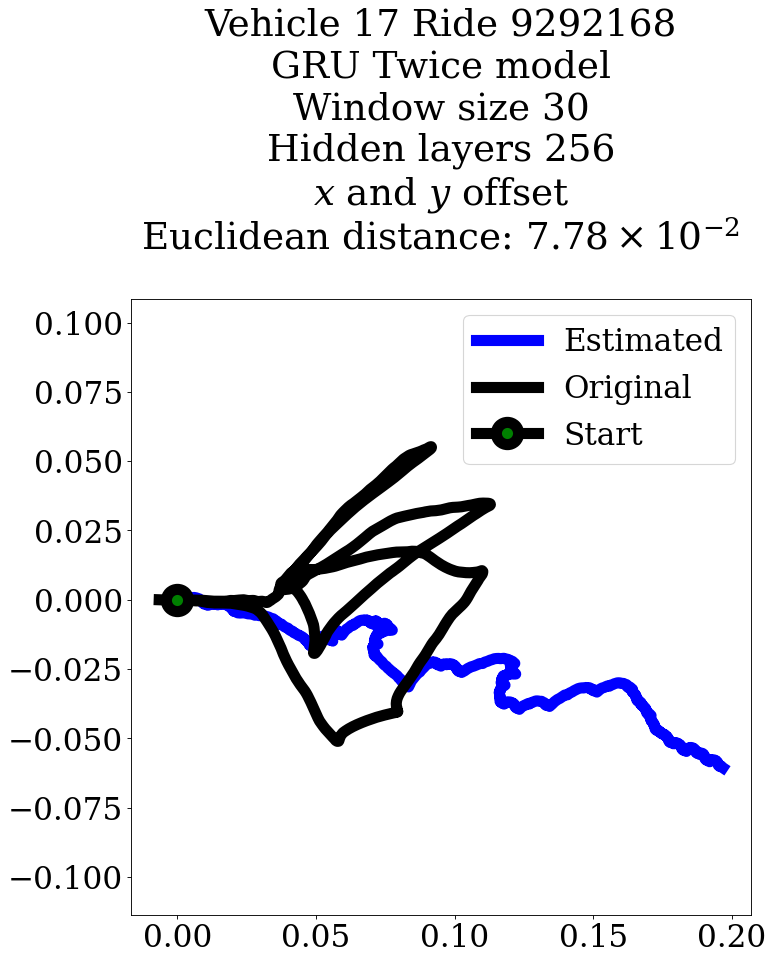 Vehicle 17 Ride 9292168
GRU Twice model
Window size 30
Hidden layers 256
x and y offset
Euclidean distance: 7.78 × 10⁻²
Estimated
Original
Start
0.100
0.075
0.050
0.025
0.000
−0.025
−0.050
−0.075
−0.100
0.00 0.05 0.10 0.15 0.20